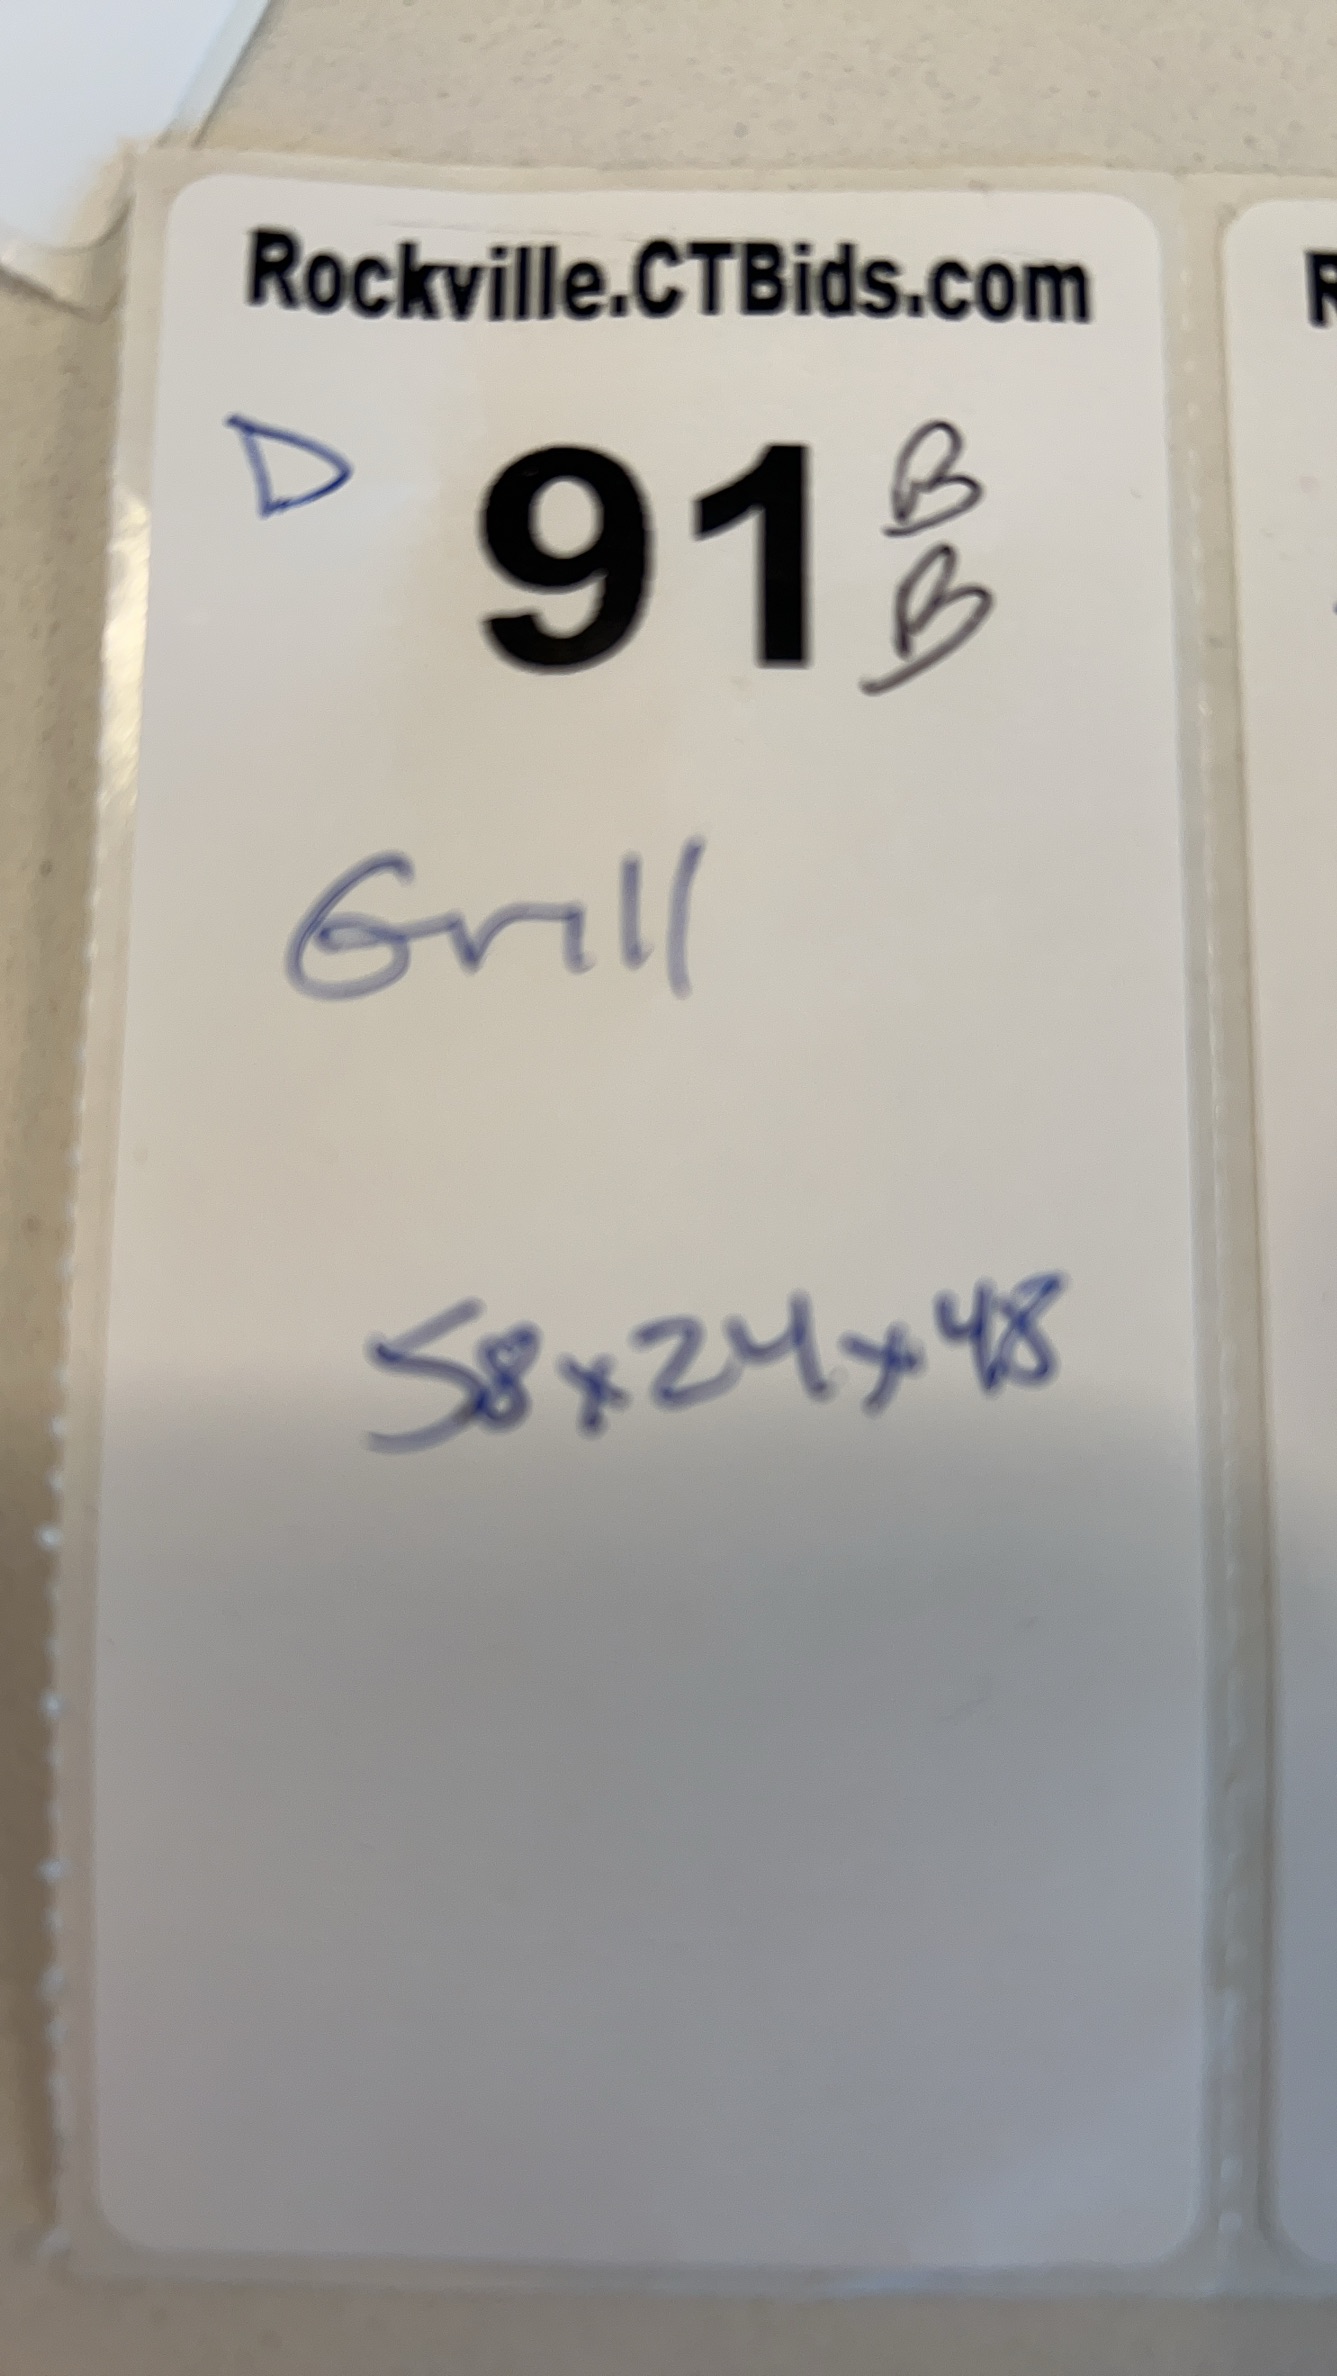 Rockville.CTBids.com
D 91 B
B
Grill
58x24x48
R